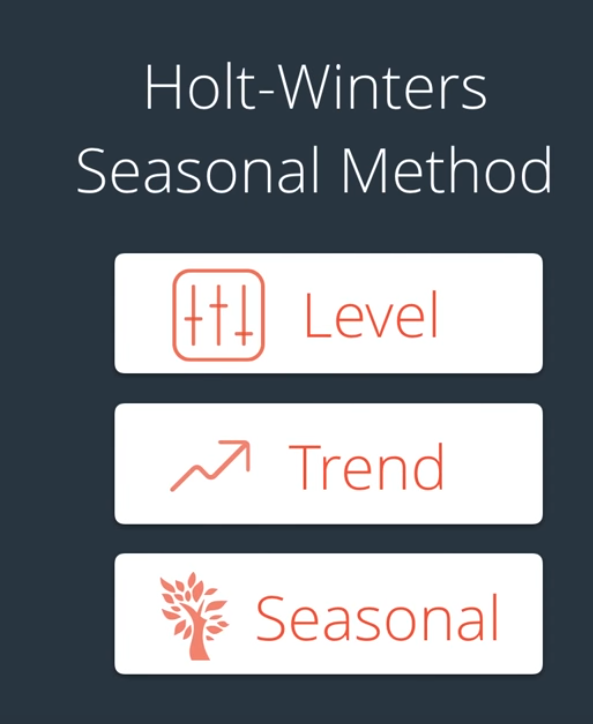 Holt-Winters
Seasonal Method
Level
Trend
Seasonal